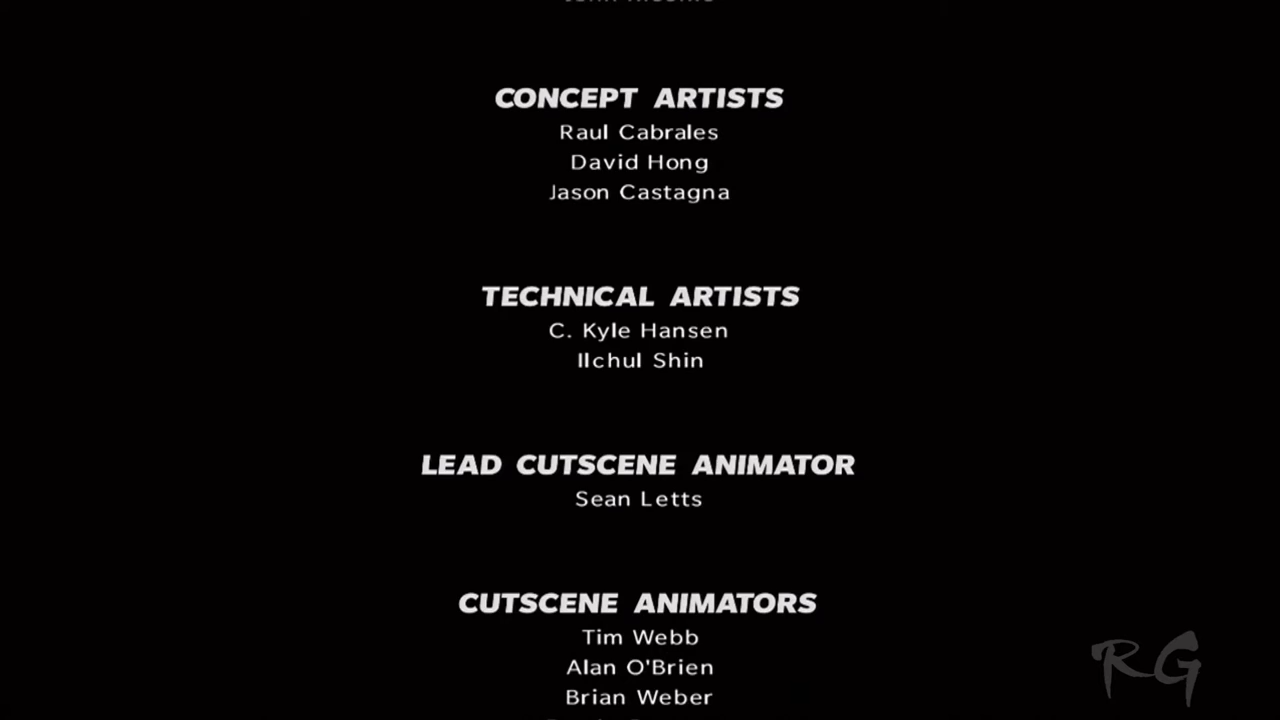 CONCEPT ARTISTS
Raul Cabrales
David Hong
Jason Castagna
TECHNICAL ARTISTS
C. Kyle Hansen
Ilchul Shin
LEAD CUTSCENE ANIMATOR
Sean Letts
CUTSCENE ANIMATORS
Tim Webb
Alan O'Brien
Brian Weber
RG